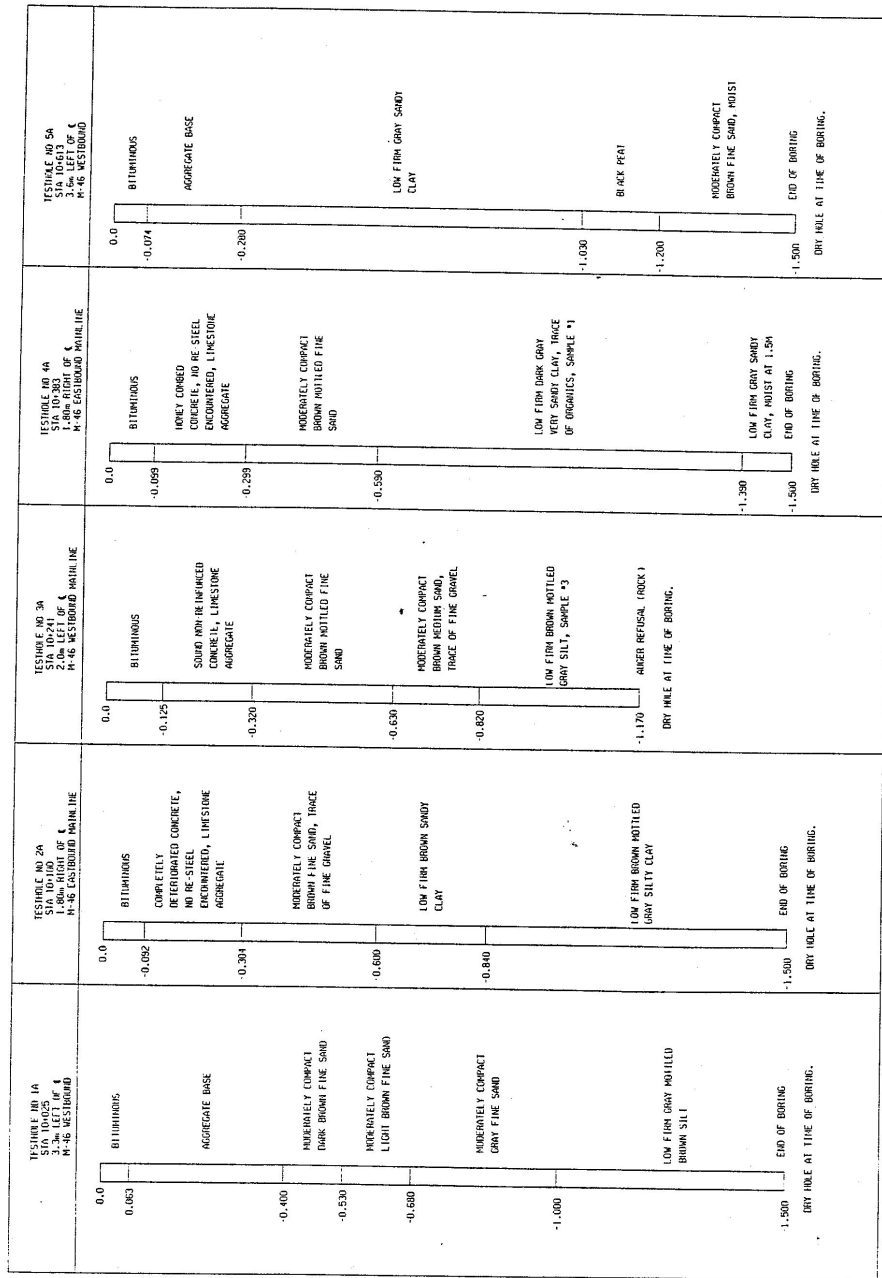 TESTHOLE NO 1A
STA 10+025
3.3m LEFT OF ℄
M-46 WESTBOUND
0.0
BITUMINOUS
0.063
AGGREGATE BASE
-0.400
MODERATELY COMPACT
DARK BROWN FINE SAND
-0.530
MODERATELY COMPACT
LIGHT BROWN FINE SAND
-0.680
MODERATELY COMPACT
GRAY FINE SAND
-1.000
LOW FIRM GRAY MOTTLED
BROWN SILT
-1.500
END OF BORING
DRY HOLE AT TIME OF BORING.
TESTHOLE NO 2A
STA 10+100
1.80m RIGHT OF ℄
M-46 EASTBOUND MAINLINE
0.0
BITUMINOUS
-0.092
COMPLETELY
DETERIORATED CONCRETE,
NO RE-STEEL
ENCOUNTERED, LIMESTONE
AGGREGATE
-0.304
MODERATELY COMPACT
BROWN FINE SAND, TRACE
OF FINE GRAVEL
-0.600
LOW FIRM BROWN SANDY
CLAY
-0.840
LOW FIRM BROWN MOTTLED
GRAY SILTY CLAY
-1.500
END OF BORING
DRY HOLE AT TIME OF BORING.
TESTHOLE NO 3A
STA 10+241
2.0m LEFT OF ℄
M-46 WESTBOUND MAINLINE
0.0
BITUMINOUS
-0.125
SOUND NON-REINFORCED
CONCRETE, LIMESTONE
AGGREGATE
-0.320
MODERATELY COMPACT
BROWN MOTTLED FINE
SAND
-0.630
MODERATELY COMPACT
BROWN MEDIUM SAND,
TRACE OF FINE GRAVEL
-0.820
LOW FIRM BROWN MOTTLED
GRAY SILT, SAMPLE #3
-1.170
AUGER REFUSAL (ROCK)
DRY HOLE AT TIME OF BORING.
TESTHOLE NO 4A
STA 10+383
1.80m RIGHT OF ℄
M-46 EASTBOUND MAINLINE
0.0
BITUMINOUS
-0.099
HONEY COMBED
CONCRETE, NO RE-STEEL
ENCOUNTERED, LIMESTONE
AGGREGATE
-0.299
MODERATELY COMPACT
BROWN MOTTLED FINE
SAND
-0.590
LOW FIRM DARK GRAY
VERY SANDY CLAY, TRACE
OF ORGANICS, SAMPLE #1
-1.390
LOW FIRM GRAY SANDY
CLAY, MOIST AT 1.5M
-1.500
END OF BORING
DRY HOLE AT TIME OF BORING.
TESTHOLE NO 5A
STA 10+613
3.6m LEFT OF ℄
M-46 WESTBOUND
0.0
BITUMINOUS
-0.074
AGGREGATE BASE
-0.280
LOW FIRM GRAY SANDY
CLAY
-1.030
BLACK PEAT
-1.200
MODERATELY COMPACT
BROWN FINE SAND, MOIST
-1.500
END OF BORING
DRY HOLE AT TIME OF BORING.